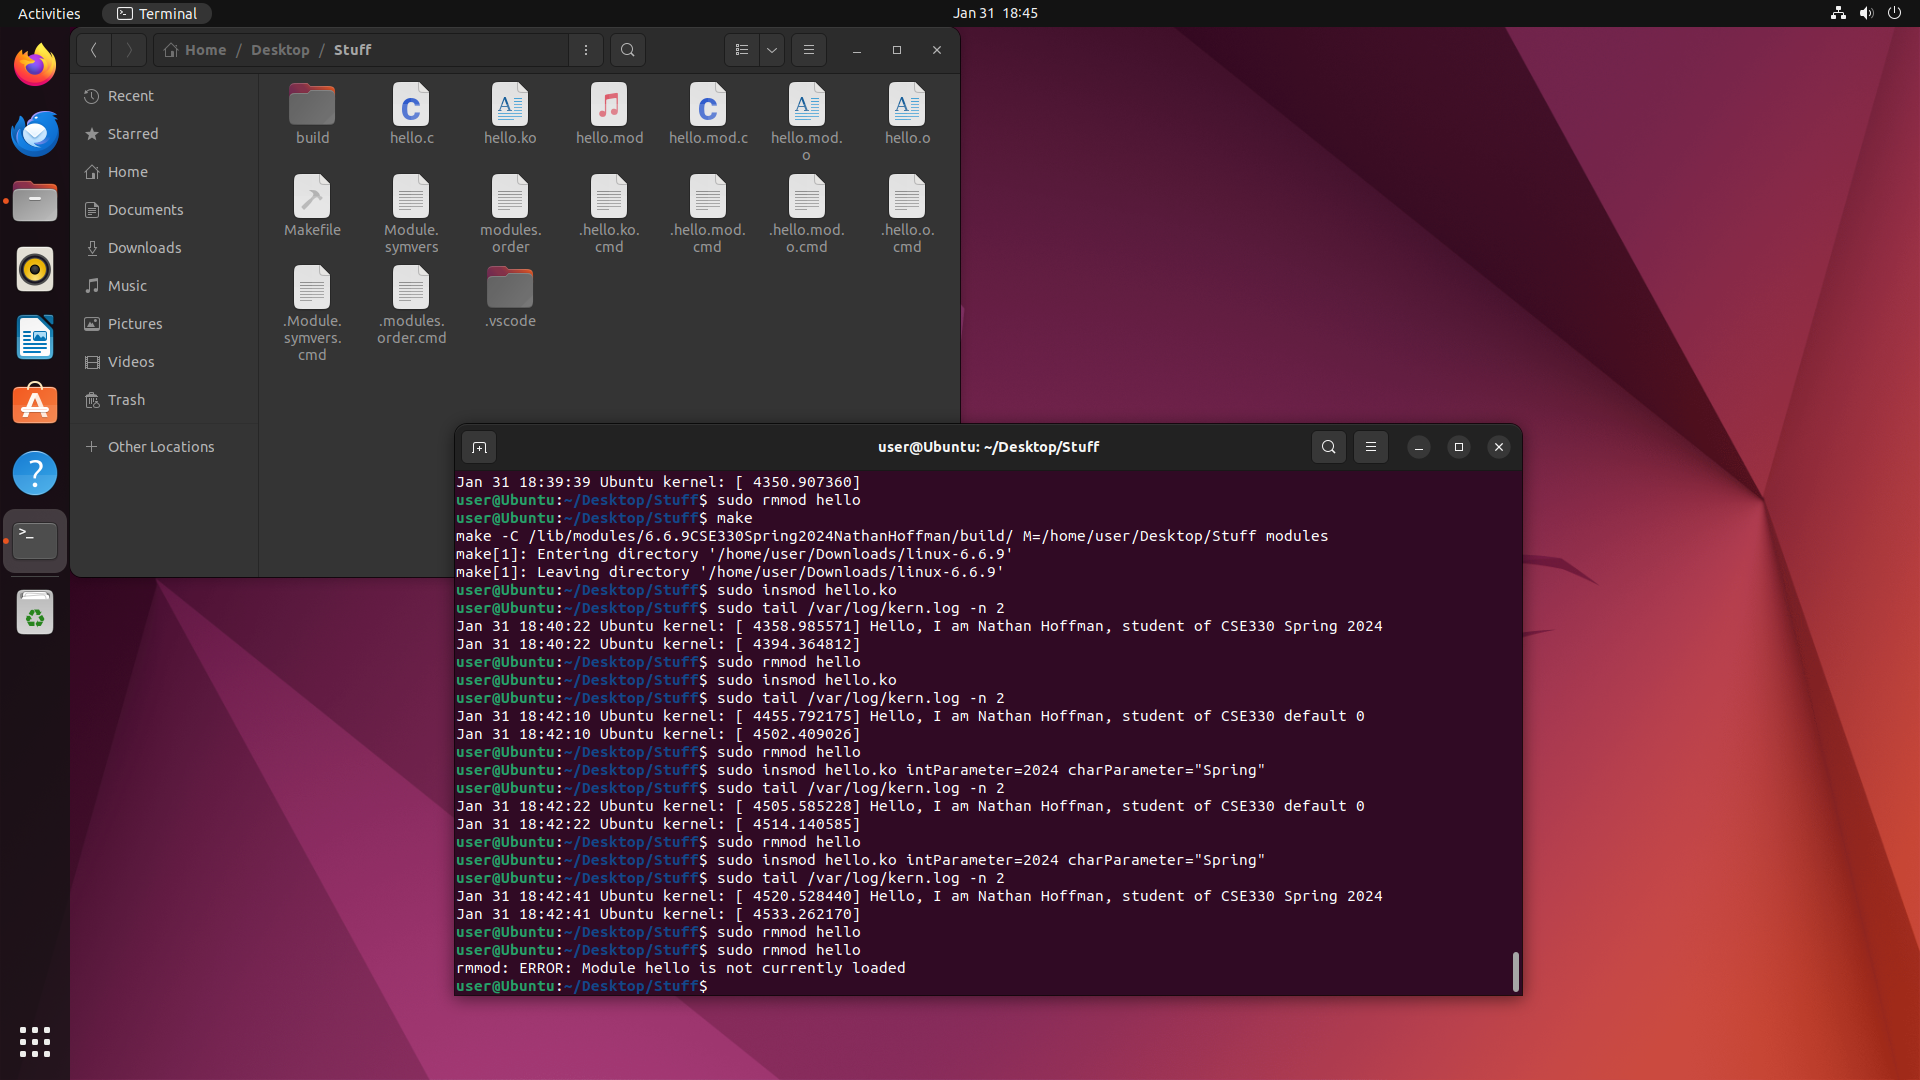 Activities
Terminal
Jan 31  18:45
Home / Desktop / Stuff
Recent
Starred
Home
Documents
Downloads
Music
Pictures
Videos
Trash
Other Locations
build
hello.c
hello.ko
hello.mod
hello.mod.c
hello.mod.
o
hello.o
Makefile
Module.
symvers
modules.
order
.hello.ko.
cmd
.hello.mod.
cmd
.hello.mod.
o.cmd
.hello.o.
cmd
.Module.
symvers.
cmd
.modules.
order.cmd
.vscode
user@Ubuntu: ~/Desktop/Stuff
Jan 31 18:39:39 Ubuntu kernel: [ 4350.907360]
user@Ubuntu:~/Desktop/Stuff$ sudo rmmod hello
user@Ubuntu:~/Desktop/Stuff$ make
make -C /lib/modules/6.6.9CSE330Spring2024NathanHoffman/build/ M=/home/user/Desktop/Stuff modules
make[1]: Entering directory '/home/user/Downloads/linux-6.6.9'
make[1]: Leaving directory '/home/user/Downloads/linux-6.6.9'
user@Ubuntu:~/Desktop/Stuff$ sudo insmod hello.ko
user@Ubuntu:~/Desktop/Stuff$ sudo tail /var/log/kern.log -n 2
Jan 31 18:40:22 Ubuntu kernel: [ 4358.985571] Hello, I am Nathan Hoffman, student of CSE330 Spring 2024
Jan 31 18:40:22 Ubuntu kernel: [ 4394.364812]
user@Ubuntu:~/Desktop/Stuff$ sudo rmmod hello
user@Ubuntu:~/Desktop/Stuff$ sudo insmod hello.ko
user@Ubuntu:~/Desktop/Stuff$ sudo tail /var/log/kern.log -n 2
Jan 31 18:42:10 Ubuntu kernel: [ 4455.792175] Hello, I am Nathan Hoffman, student of CSE330 default 0
Jan 31 18:42:10 Ubuntu kernel: [ 4502.409026]
user@Ubuntu:~/Desktop/Stuff$ sudo rmmod hello
user@Ubuntu:~/Desktop/Stuff$ sudo insmod hello.ko intParameter=2024 charParameter="Spring"
user@Ubuntu:~/Desktop/Stuff$ sudo tail /var/log/kern.log -n 2
Jan 31 18:42:22 Ubuntu kernel: [ 4505.585228] Hello, I am Nathan Hoffman, student of CSE330 default 0
Jan 31 18:42:22 Ubuntu kernel: [ 4514.140585]
user@Ubuntu:~/Desktop/Stuff$ sudo rmmod hello
user@Ubuntu:~/Desktop/Stuff$ sudo insmod hello.ko intParameter=2024 charParameter="Spring"
user@Ubuntu:~/Desktop/Stuff$ sudo tail /var/log/kern.log -n 2
Jan 31 18:42:41 Ubuntu kernel: [ 4520.528440] Hello, I am Nathan Hoffman, student of CSE330 Spring 2024
Jan 31 18:42:41 Ubuntu kernel: [ 4533.262170]
user@Ubuntu:~/Desktop/Stuff$ sudo rmmod hello
user@Ubuntu:~/Desktop/Stuff$ sudo rmmod hello
rmmod: ERROR: Module hello is not currently loaded
user@Ubuntu:~/Desktop/Stuff$